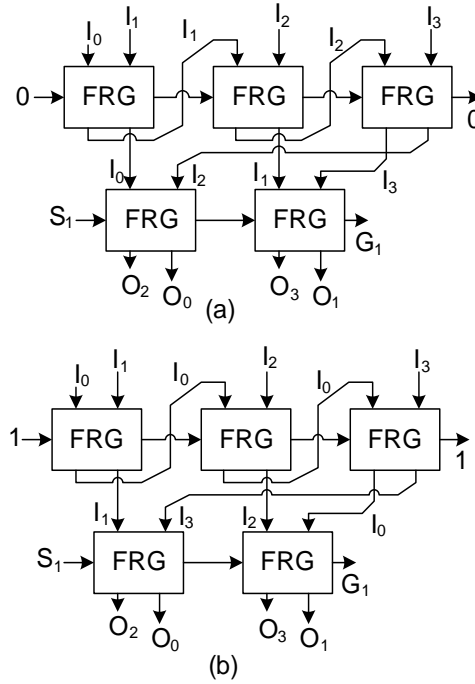 I₀ I₁ I₁ I₂ I₂ I₃
0 FRG FRG FRG 0
I₀ I₂ I₁ I₃
S₁ FRG FRG G₁
O₂ O₀ O₃ O₁
(a)
I₀ I₁ I₀ I₂ I₀ I₃
1 FRG FRG FRG 1
I₁ I₃ I₂ I₀
S₁ FRG FRG G₁
O₂ O₀ O₃ O₁
(b)